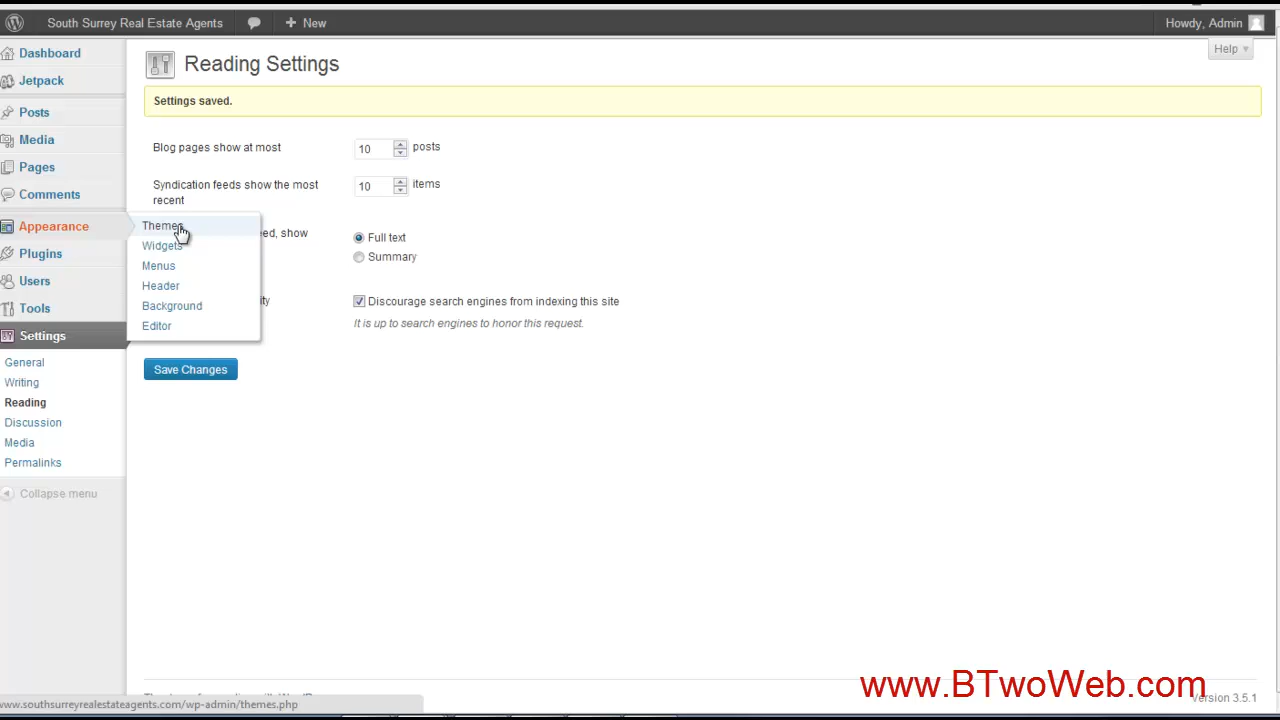 South Surrey Real Estate Agents
New
Howdy, Admin
Help
Dashboard
Jetpack
Posts
Media
Pages
Comments
Appearance
Plugins
Users
Tools
Settings
General
Writing
Reading
Discussion
Media
Permalinks
Collapse menu
Themes
Widgets
Menus
Header
Background
Editor
Reading Settings
Settings saved.
Blog pages show at most
10 posts
Syndication feeds show the most
recent
10 items
show
Full text
Summary
Discourage search engines from indexing this site
It is up to search engines to honor this request.
Save Changes
www.BTwoWeb.com
Version 3.5.1
www.southsurreyrealestateagents.com/wp-admin/themes.php